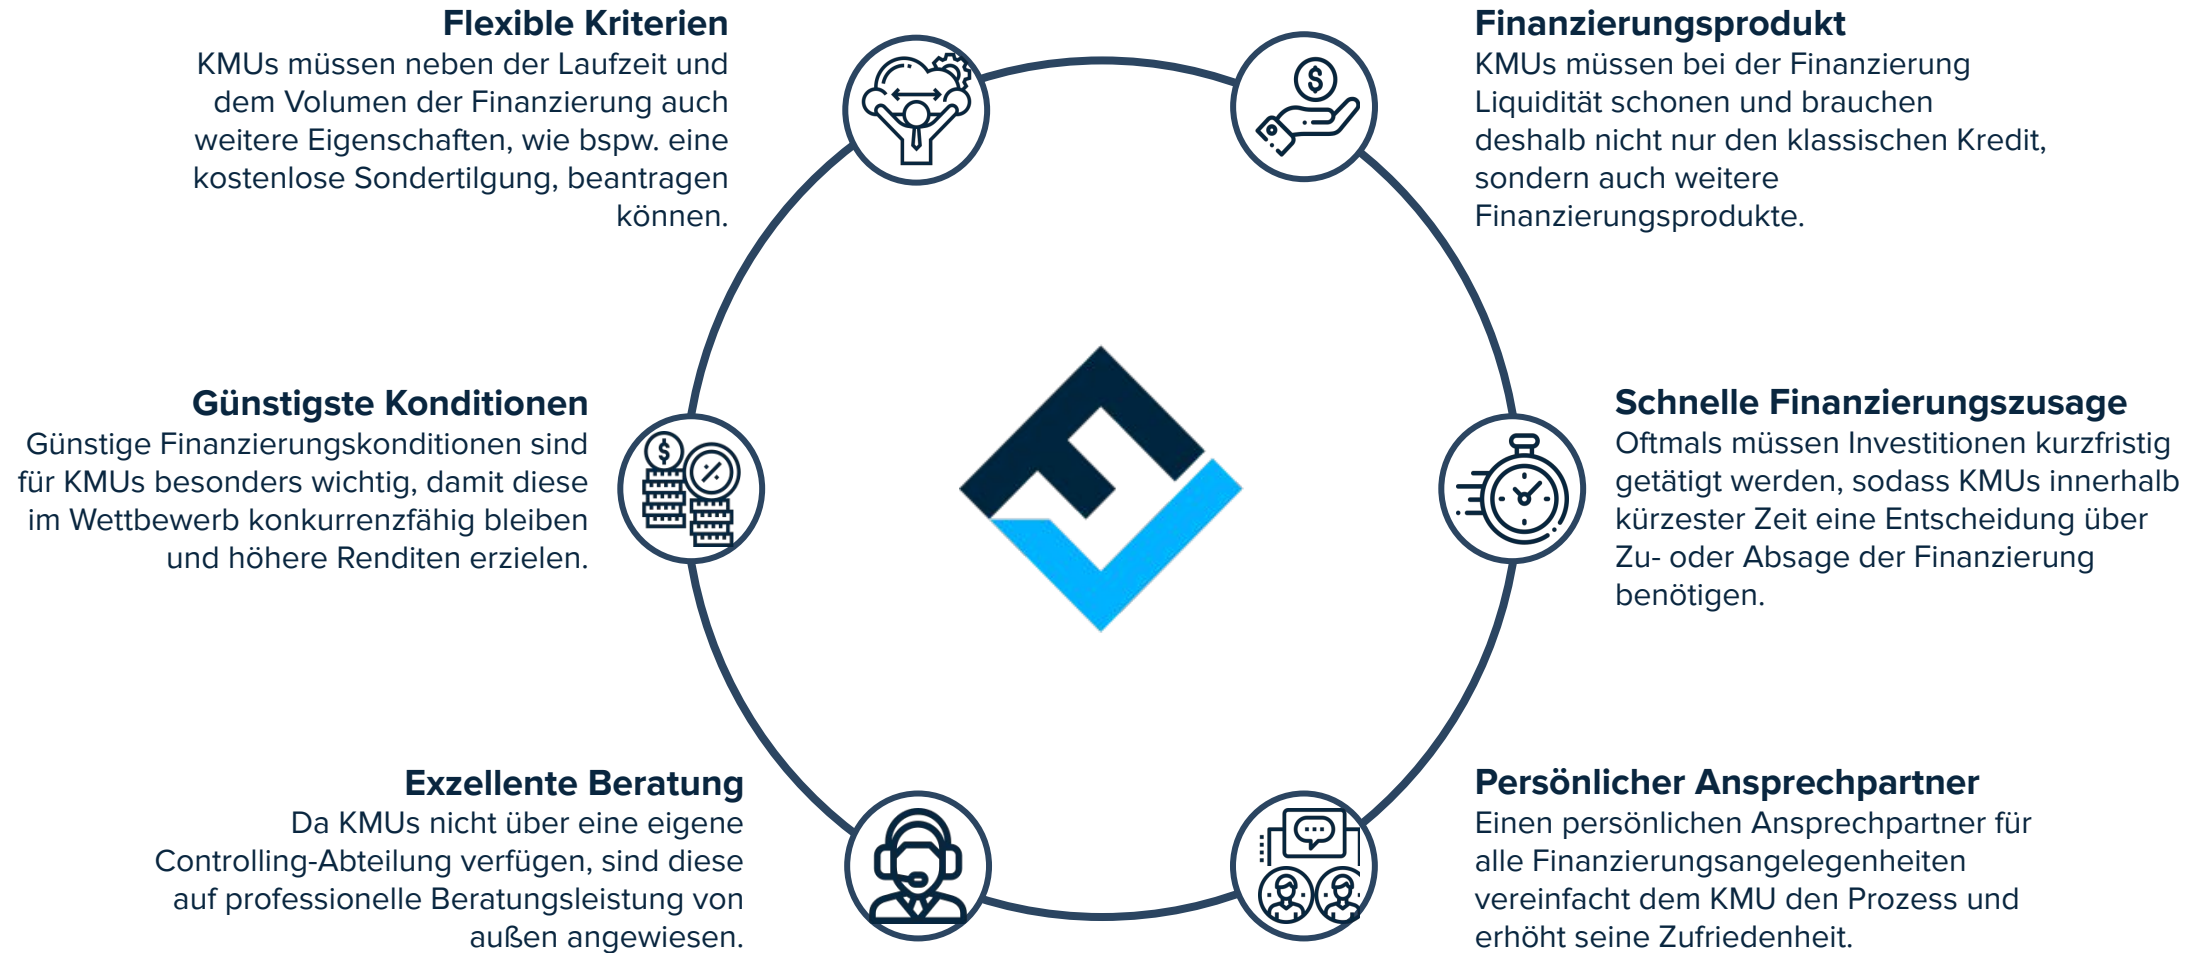 Flexible Kriterien
KMUs müssen neben der Laufzeit und
dem Volumen der Finanzierung auch
weitere Eigenschaften, wie bspw. eine
kostenlose Sondertilgung, beantragen
können.
Finanzierungsprodukt
KMUs müssen bei der Finanzierung
Liquidität schonen und brauchen
deshalb nicht nur den klassischen Kredit,
sondern auch weitere
Finanzierungsprodukte.
Günstigste Konditionen
Günstige Finanzierungskonditionen sind
für KMUs besonders wichtig, damit diese
im Wettbewerb konkurrenzfähig bleiben
und höhere Renditen erzielen.
Schnelle Finanzierungszusage
Oftmals müssen Investitionen kurzfristig
getätigt werden, sodass KMUs innerhalb
kürzester Zeit eine Entscheidung über
Zu- oder Absage der Finanzierung
benötigen.
Exzellente Beratung
Da KMUs nicht über eine eigene
Controlling-Abteilung verfügen, sind diese
auf professionelle Beratungsleistung von
außen angewiesen.
Persönlicher Ansprechpartner
Einen persönlichen Ansprechpartner für
alle Finanzierungsangelegenheiten
vereinfacht dem KMU den Prozess und
erhöht seine Zufriedenheit.